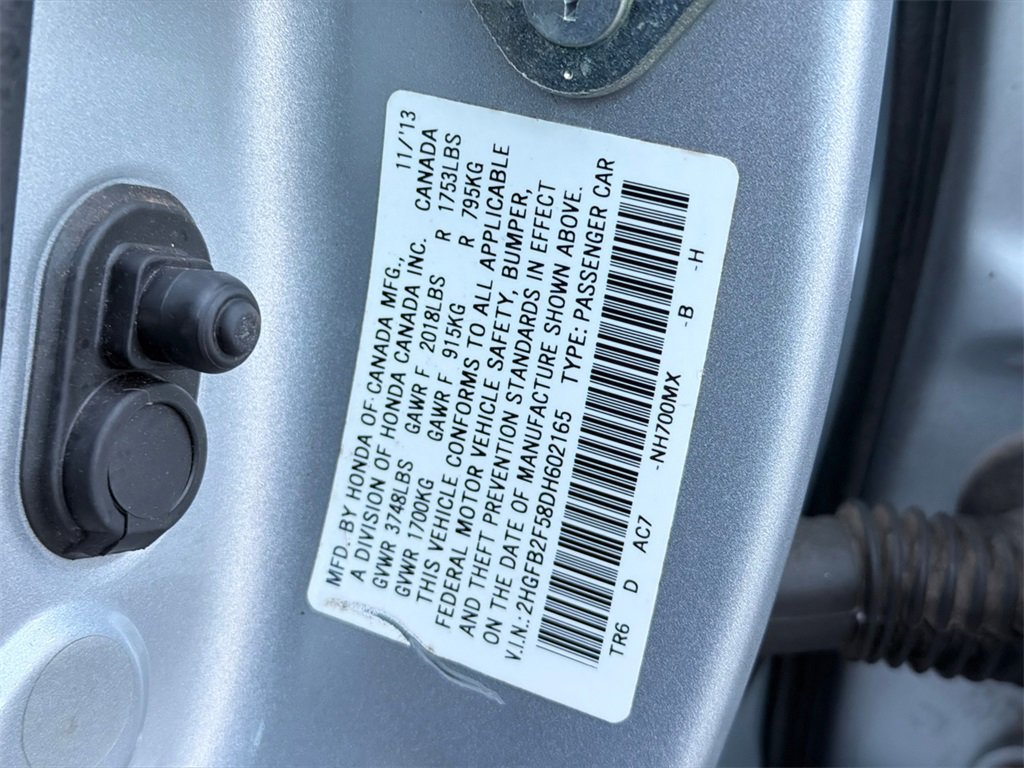 MFD. BY HONDA OF CANADA MFG., 11/'13
A DIVISION OF HONDA CANADA INC. CANADA
GVWR 3748LBS GAWR F 2018LBS R 1753LBS
GVWR 1700KG GAWR F 915KG R 795KG
THIS VEHICLE CONFORMS TO ALL APPLICABLE
FEDERAL MOTOR VEHICLE SAFETY, BUMPER,
AND THEFT PREVENTION STANDARDS IN EFFECT
ON THE DATE OF MANUFACTURE SHOWN ABOVE.
V.I.N.: 2HGFB2F58DH602165 TYPE: PASSENGER CAR
TR6 D AC7 -NH700MX -B -H